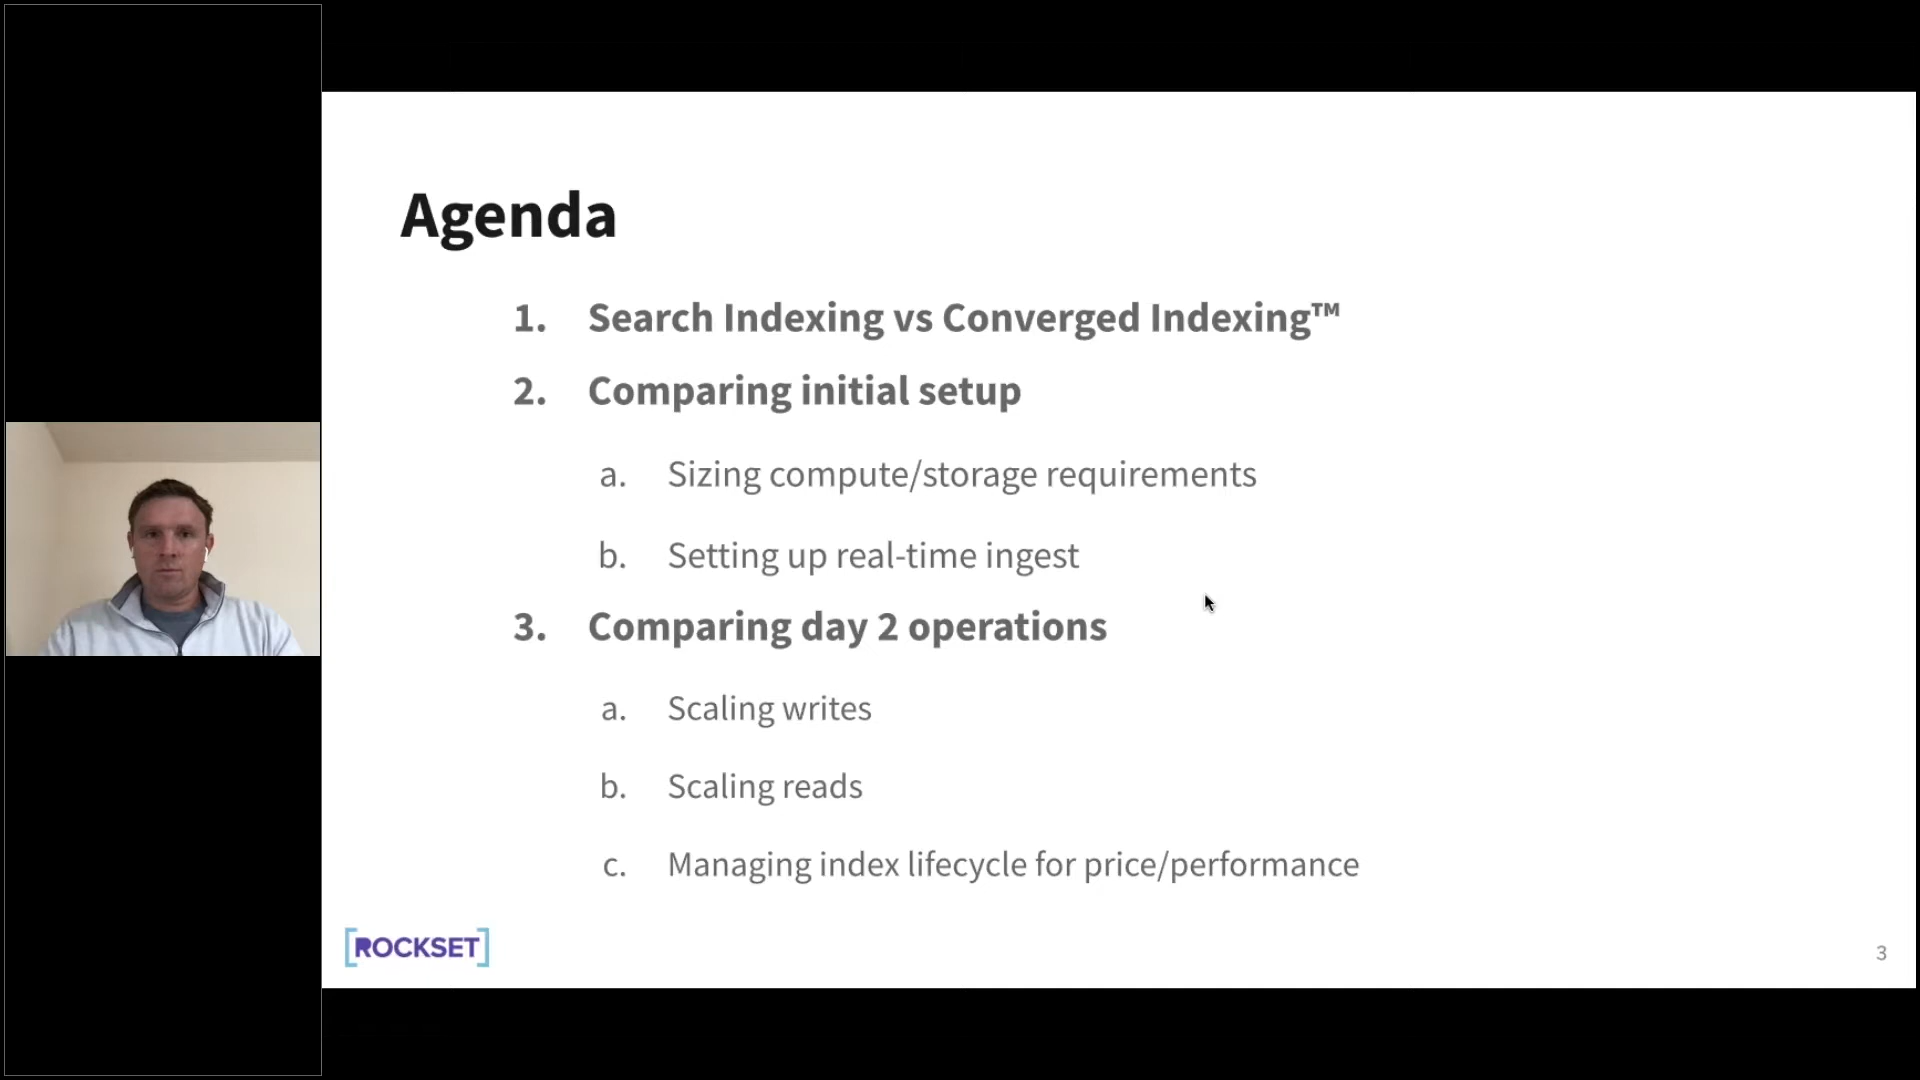 Agenda
1. Search Indexing vs Converged Indexing™
2. Comparing initial setup
a. Sizing compute/storage requirements
b. Setting up real-time ingest
3. Comparing day 2 operations
a. Scaling writes
b. Scaling reads
c. Managing index lifecycle for price/performance
[ROCKSET]
3